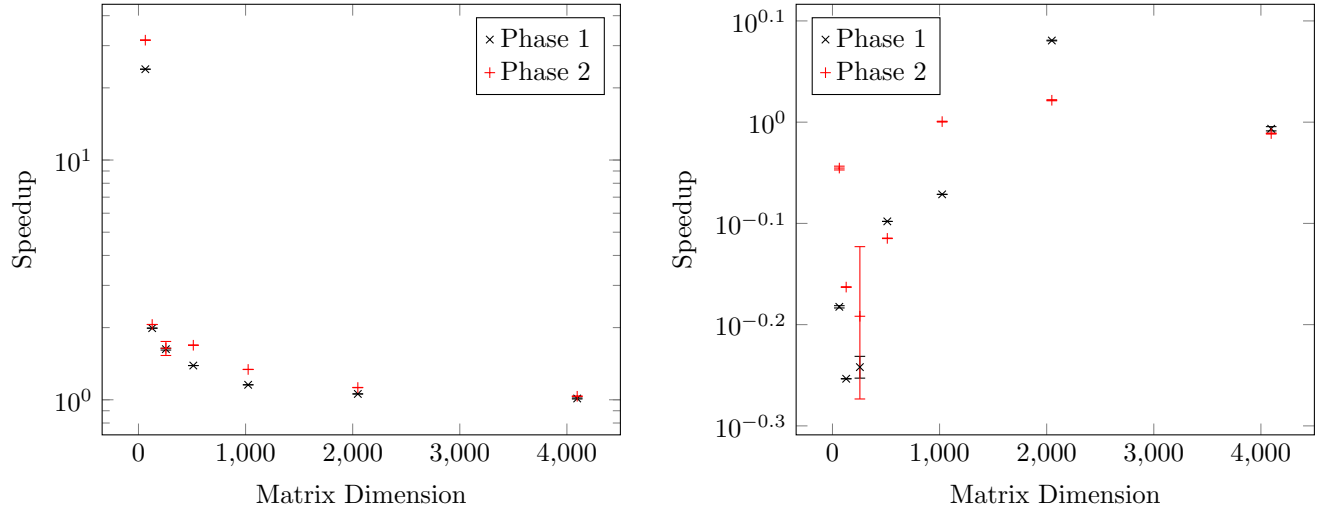 Speedup
10^1
10^0
0
1,000
2,000
3,000
4,000
Matrix Dimension
Phase 1
Phase 2
Speedup
10^0.1
10^0
10^−0.1
10^−0.2
10^−0.3
0
1,000
2,000
3,000
4,000
Matrix Dimension
Phase 1
Phase 2